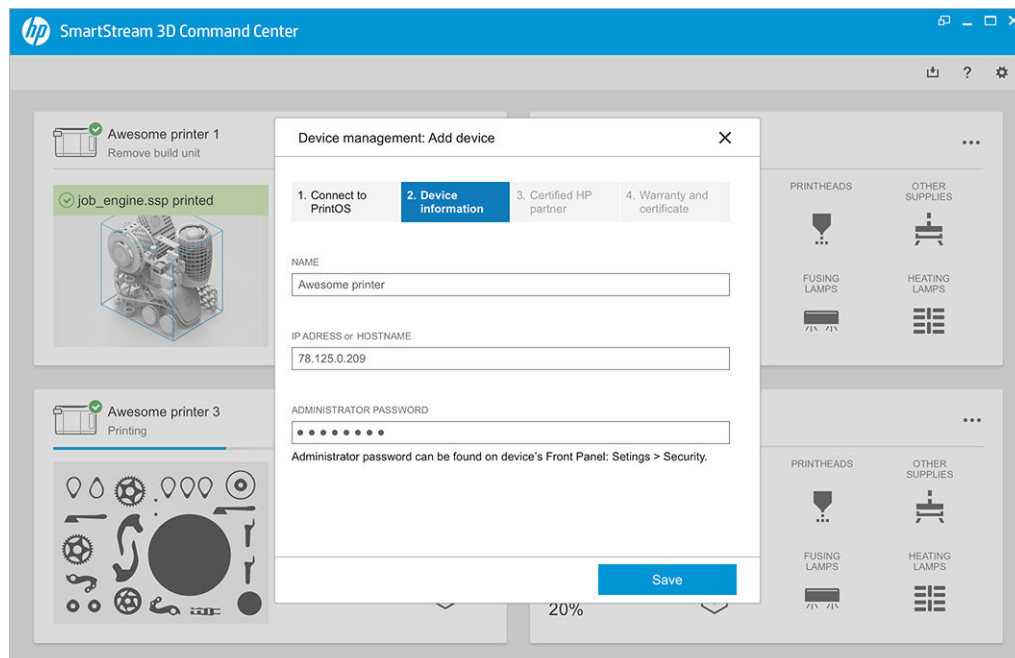 hp SmartStream 3D Command Center
?
Awesome printer 1
Remove build unit
job_engine.ssp printed
Device management: Add device
1. Connect to
PrintOS
2. Device
information
3. Certified HP
partner
4. Warranty and
certificate
NAME
Awesome printer
IP ADRESS or HOSTNAME
78.125.0.209
ADMINISTRATOR PASSWORD
Administrator password can be found on device's Front Panel: Setings > Security.
Save
PRINTHEADS
OTHER
SUPPLIES
FUSING
LAMPS
HEATING
LAMPS
Awesome printer 3
Printing
20%
PRINTHEADS
OTHER
SUPPLIES
FUSING
LAMPS
HEATING
LAMPS